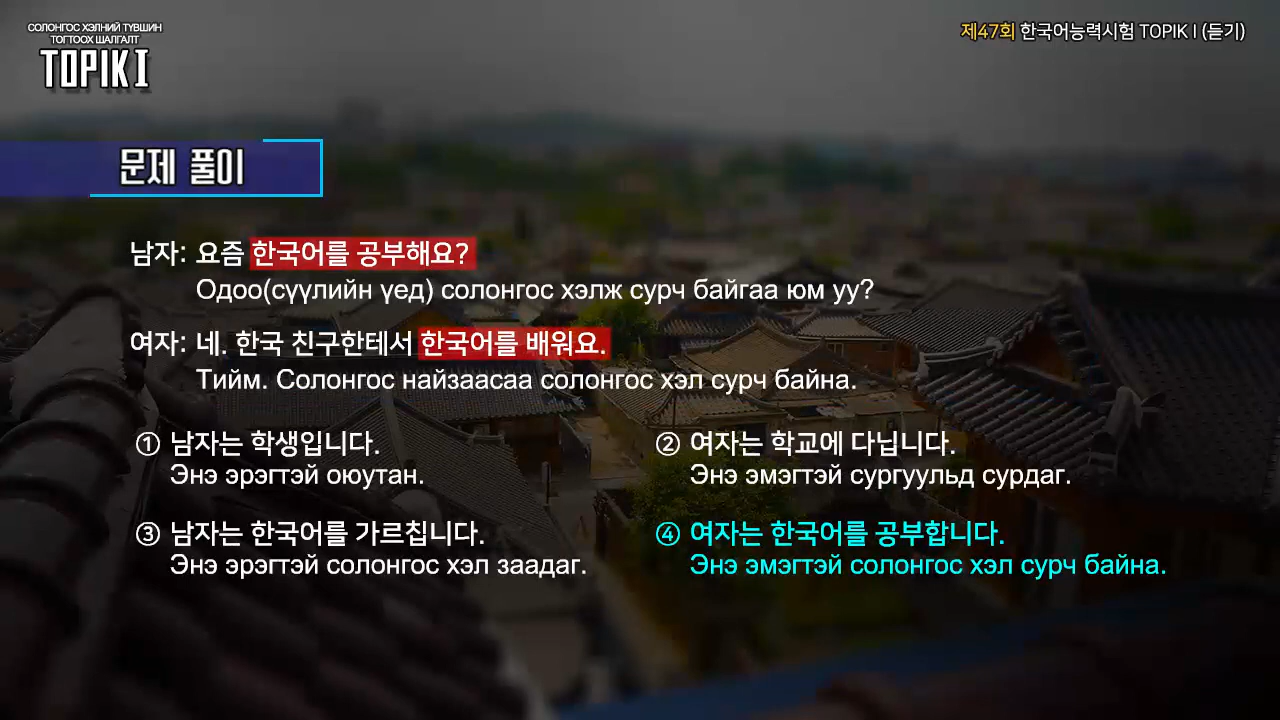 СОЛОНГОС ХЭЛНИЙ ТҮВШИН
ТОГТООХ ШАЛГАЛТ
TOPIK I
제47회 한국어능력시험 TOPIK I (듣기)
문제 풀이
남자: 요즘 한국어를 공부해요?
Одоо(сүүлийн үед) солонгос хэлж сурч байгаа юм уу?
여자: 네. 한국 친구한테서 한국어를 배워요.
Тийм. Солонгос найзаасаа солонгос хэл сурч байна.
① 남자는 학생입니다.
Энэ эрэгтэй оюутан.
② 여자는 학교에 다닙니다.
Энэ эмэгтэй сургуульд сурдаг.
③ 남자는 한국어를 가르칩니다.
Энэ эрэгтэй солонгос хэл заадаг.
④ 여자는 한국어를 공부합니다.
Энэ эмэгтэй солонгос хэл сурч байна.